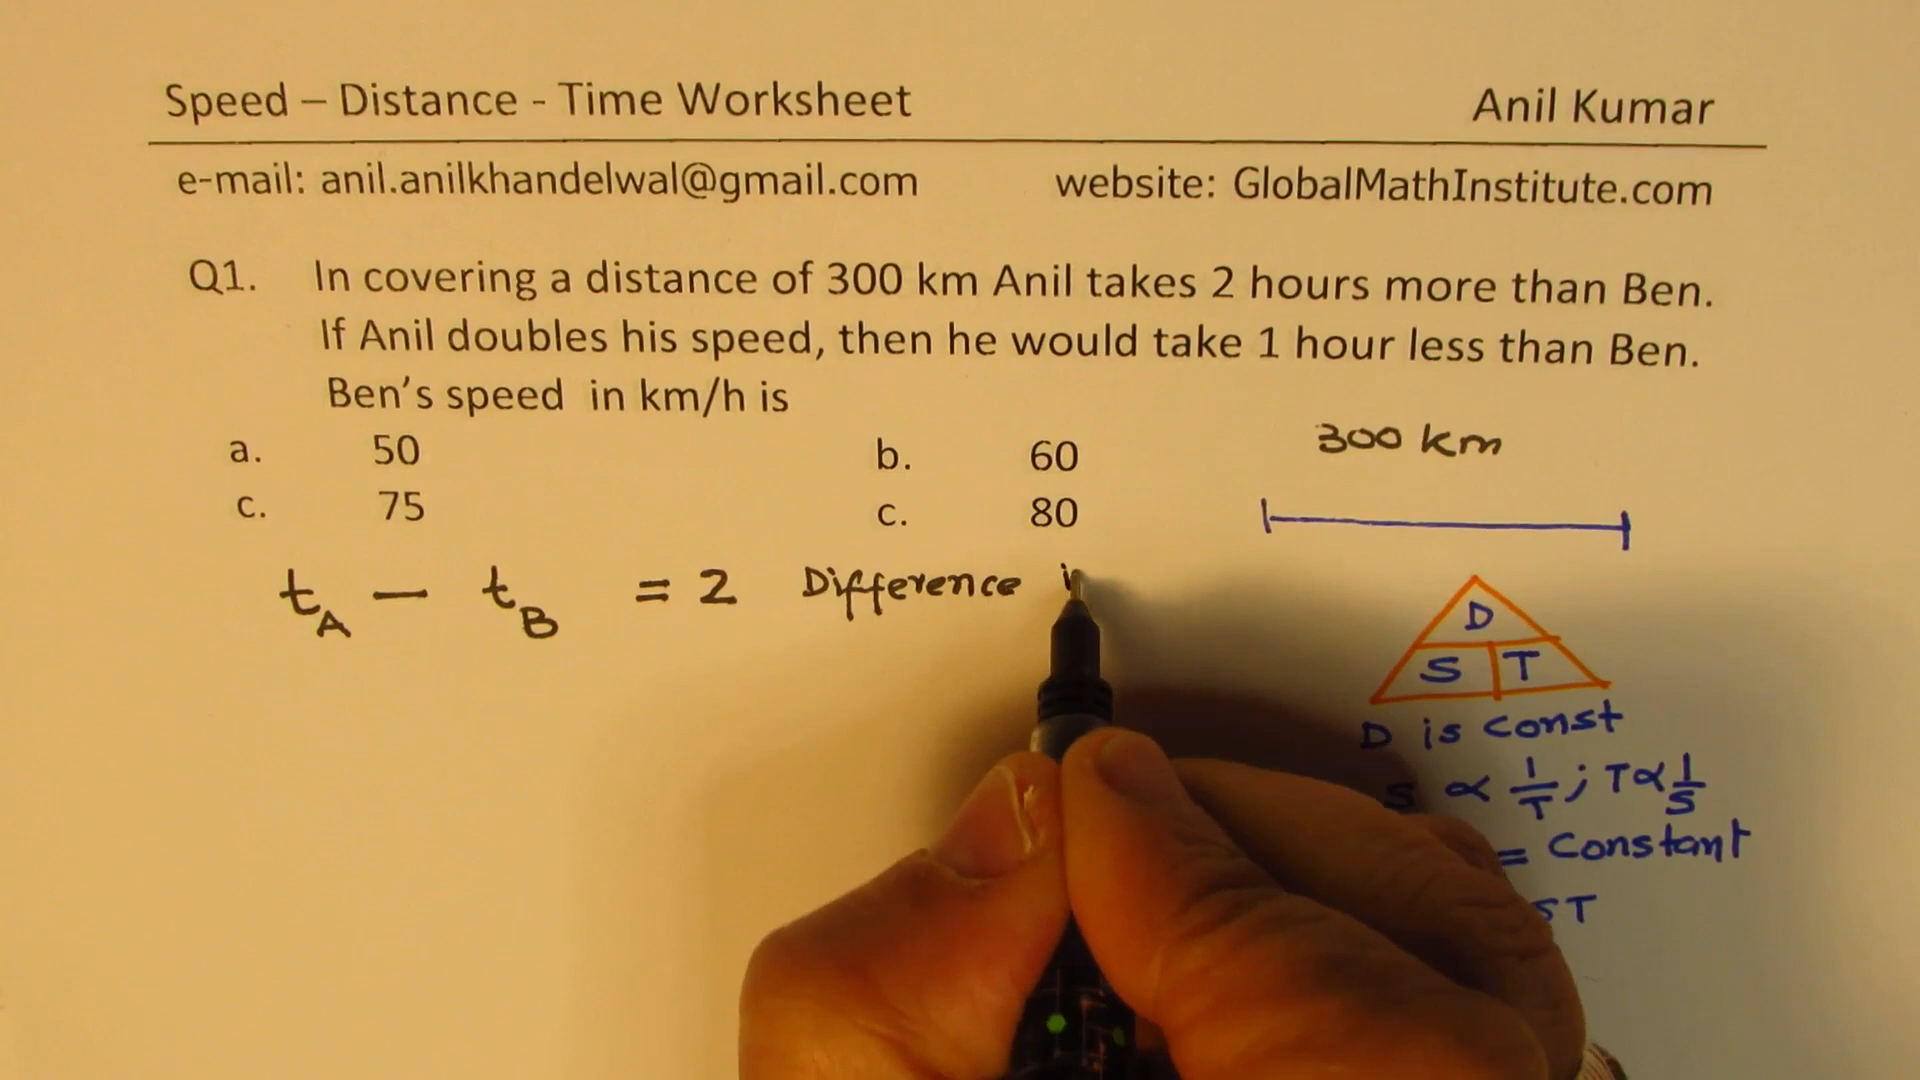 Speed – Distance - Time Worksheet Anil Kumar
e-mail: anil.anilkhandelwal@gmail.com website: GlobalMathInstitute.com
Q1. In covering a distance of 300 km Anil takes 2 hours more than Ben.
If Anil doubles his speed, then he would take 1 hour less than Ben.
Ben's speed in km/h is
a. 50 b. 60
c. 75 c. 80
300 km
t_A − t_B = 2 Difference
D
S T
D is const
S ∝ 1/T ; T ∝ 1/S
= Constant
ST